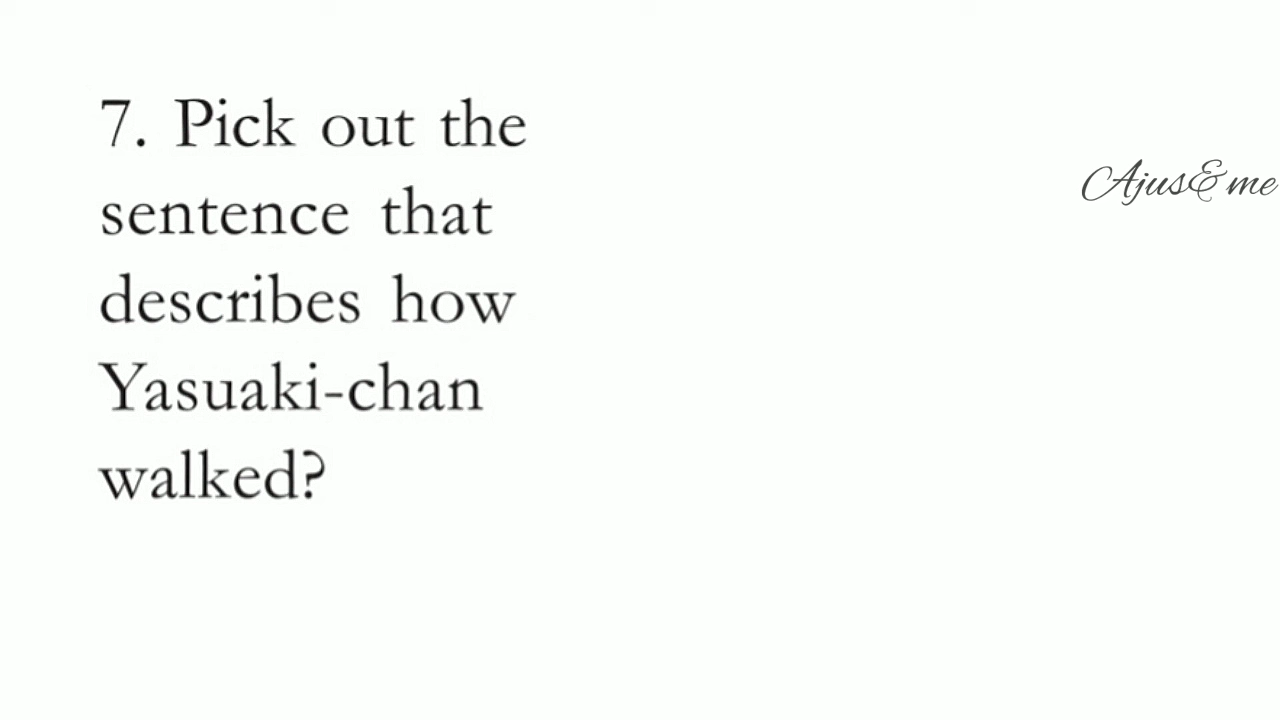 7. Pick out the
sentence that
describes how
Yasuaki-chan
walked?
Ajus& me